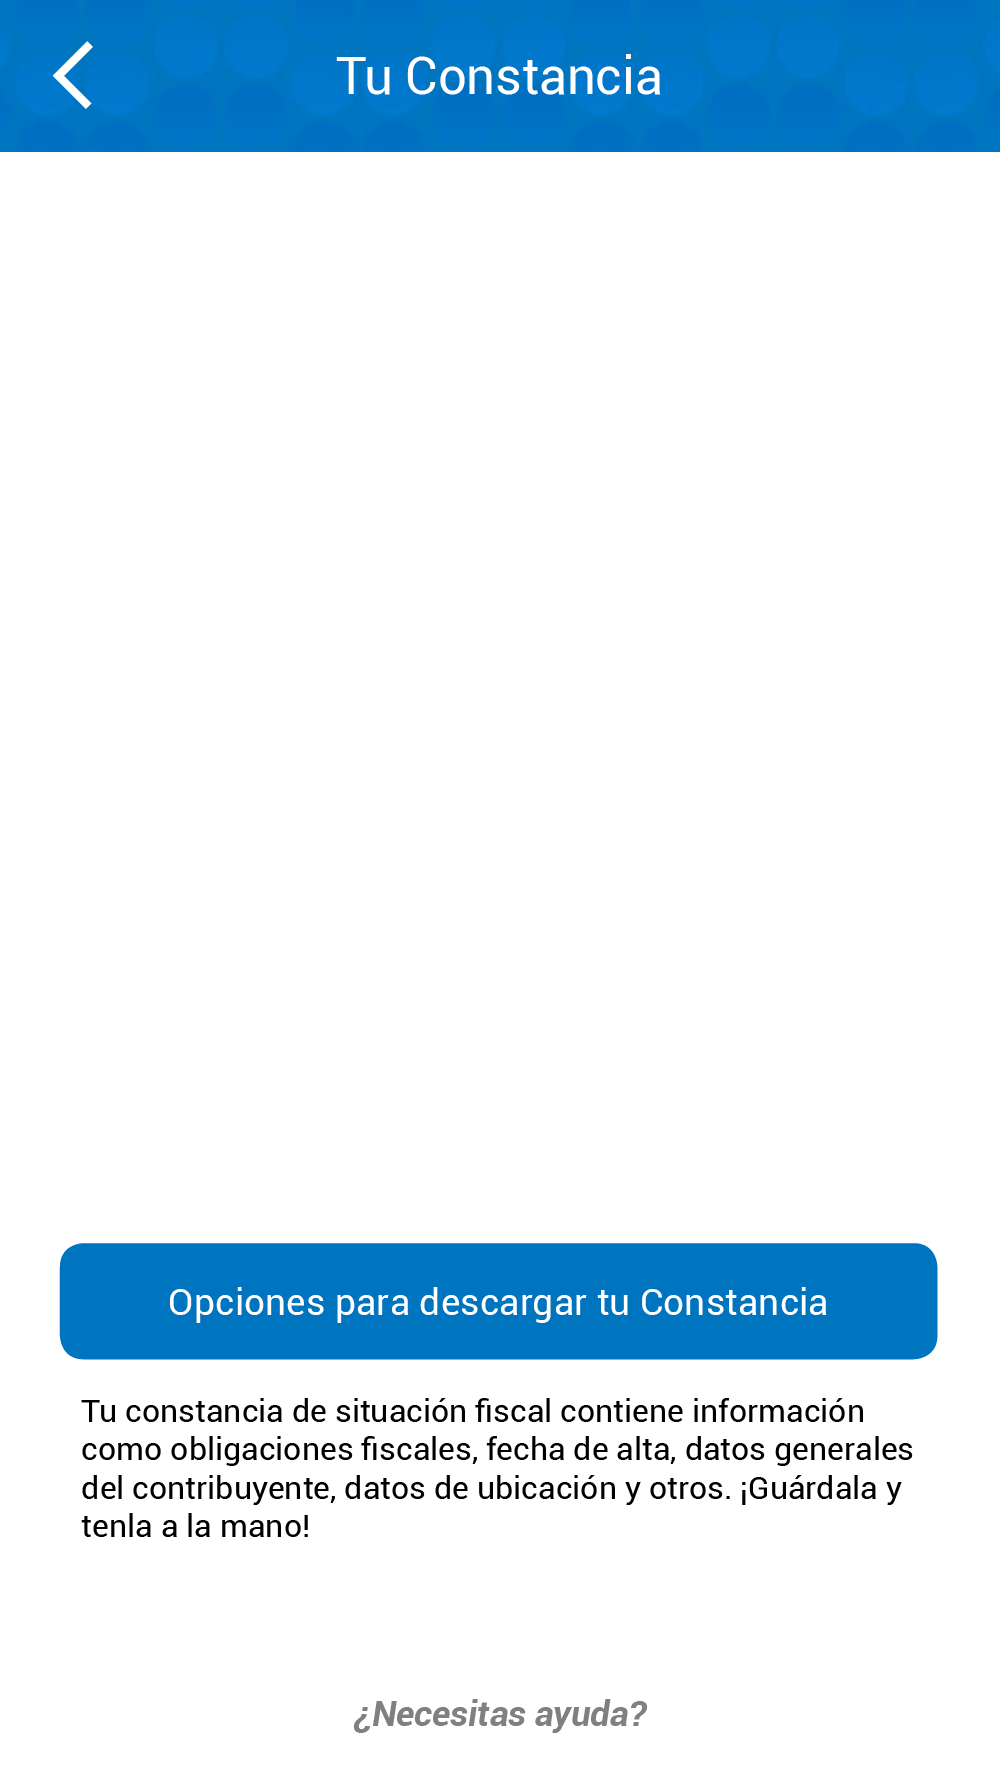 Tu Constancia
Opciones para descargar tu Constancia
Tu constancia de situación fiscal contiene información
como obligaciones fiscales, fecha de alta, datos generales
del contribuyente, datos de ubicación y otros. ¡Guárdala y
tenla a la mano!
¿Necesitas ayuda?